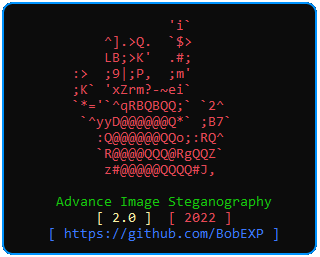 'i`
^].>Q.  `$>
LB;>K'  .#;
:>  ;9|;P,  ;m'
;K` 'xZrm?-~ei`
`*='`^qRBQBQQ;` `2^
`^yyD@@@@@@Q*` ;B7`
:Q@@@@@@QQo;:RQ^
`R@@@@QQQ@RgQQZ`
z#@@@@@QQQQ#J,
Advance Image Steganography
[ 2.0 ]  [ 2022 ]
[ https://github.com/BobEXP ]